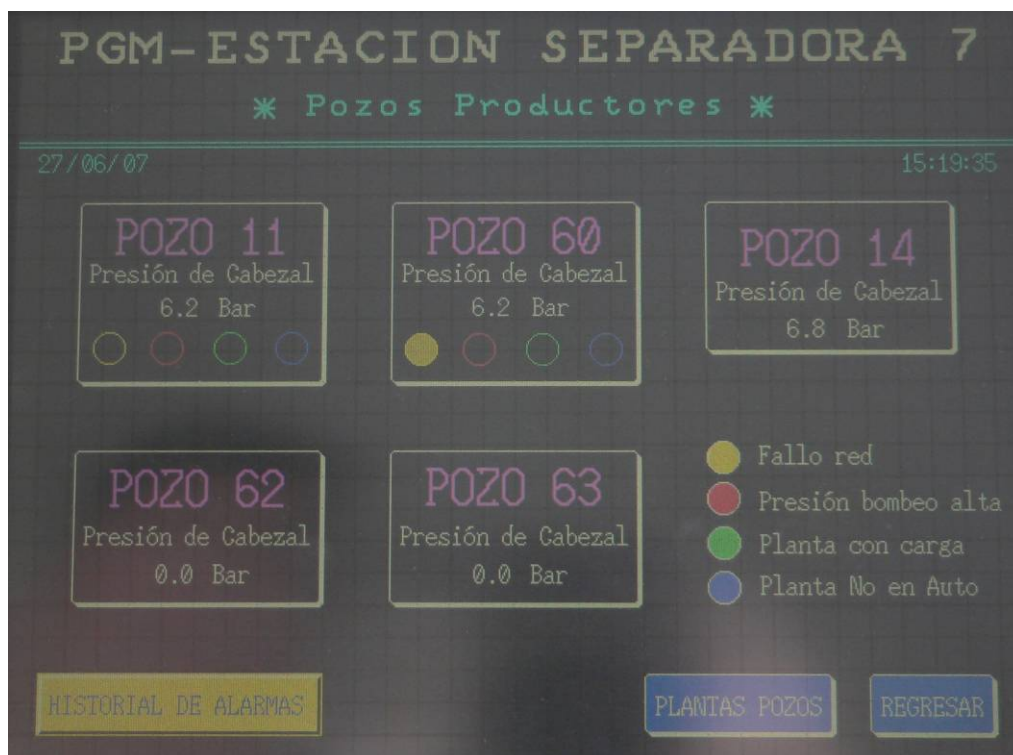 PGM-ESTACION SEPARADORA 7
* Pozos Productores *
27/06/07
15:19:35
POZO 11
Presión de Cabezal
6.2 Bar
POZO 60
Presión de Cabezal
6.2 Bar
POZO 14
Presión de Cabezal
6.8 Bar
POZO 62
Presión de Cabezal
0.0 Bar
POZO 63
Presión de Cabezal
0.0 Bar
Fallo red
Presión bombeo alta
Planta con carga
Planta No en Auto
HISTORIAL DE ALARMAS
PLANTAS POZOS
REGRESAR